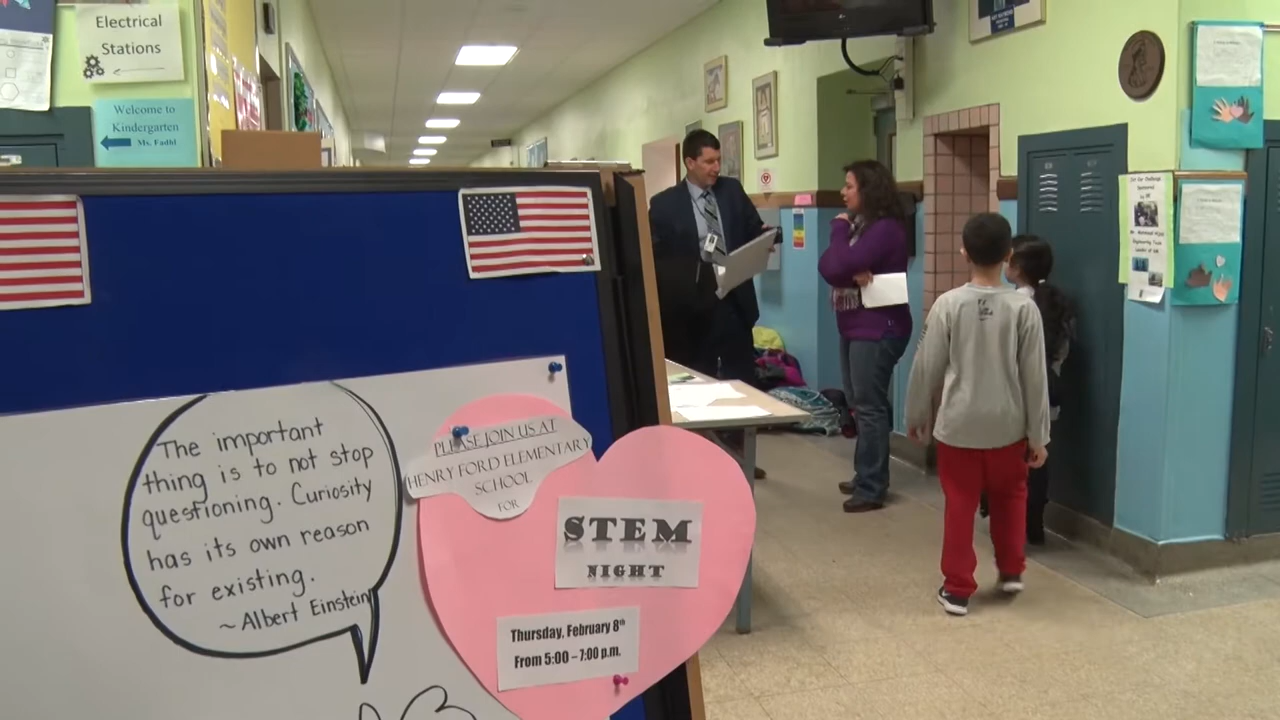 Electrical
Stations
Welcome to
Kindergarten
Ms. Fadhl
The important
thing is to not stop
questioning. Curiosity
has its own reason
for existing.
~ Albert Einstein
PLEASE JOIN US AT
HENRY FORD ELEMENTARY
SCHOOL
FOR
STEM
NIGHT
Thursday, February 8th
From 5:00 – 7:00 p.m.